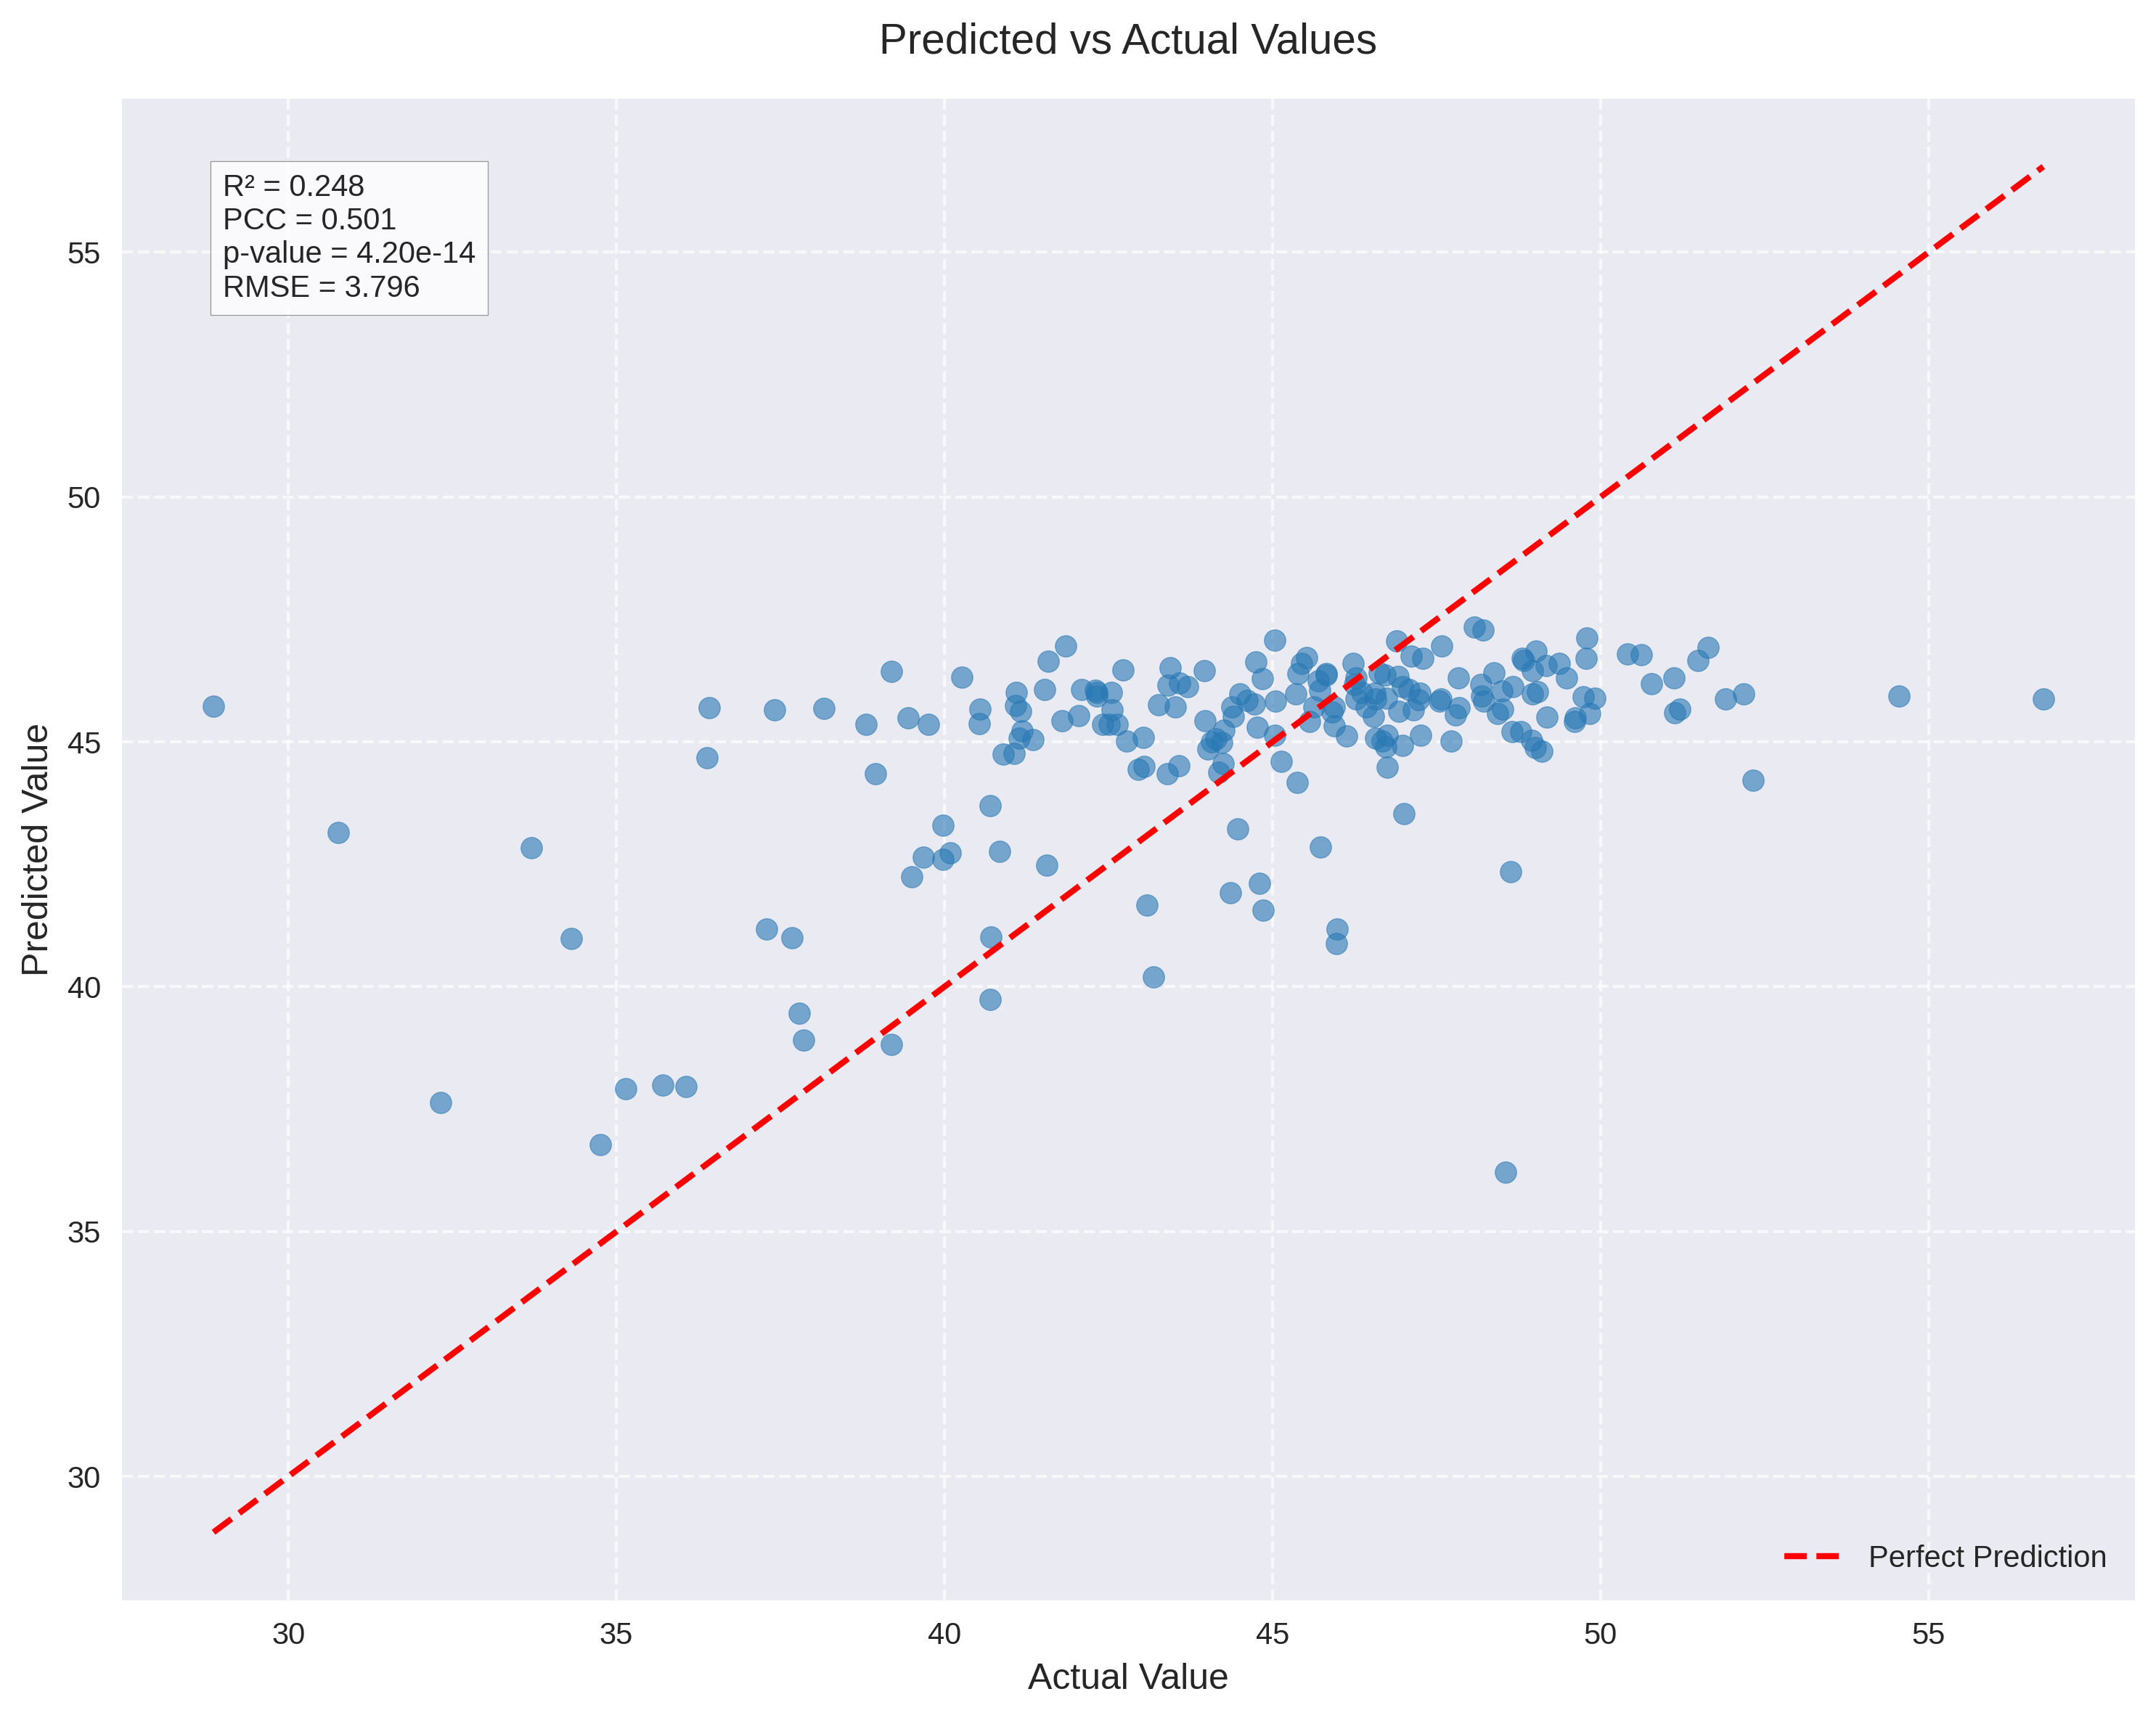 Predicted vs Actual Values
R² = 0.248
PCC = 0.501
p-value = 4.20e-14
RMSE = 3.796
55
50
45
40
35
30
Predicted Value
Perfect Prediction
30 35 40 45 50 55
Actual Value